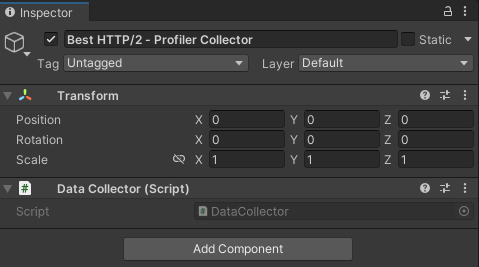 Inspector
Best HTTP/2 - Profiler Collector
Static
Tag Untagged Layer Default
Transform
Position X 0 Y 0 Z 0
Rotation X 0 Y 0 Z 0
Scale X 1 Y 1 Z 1
# Data Collector (Script)
Script # DataCollector
Add Component